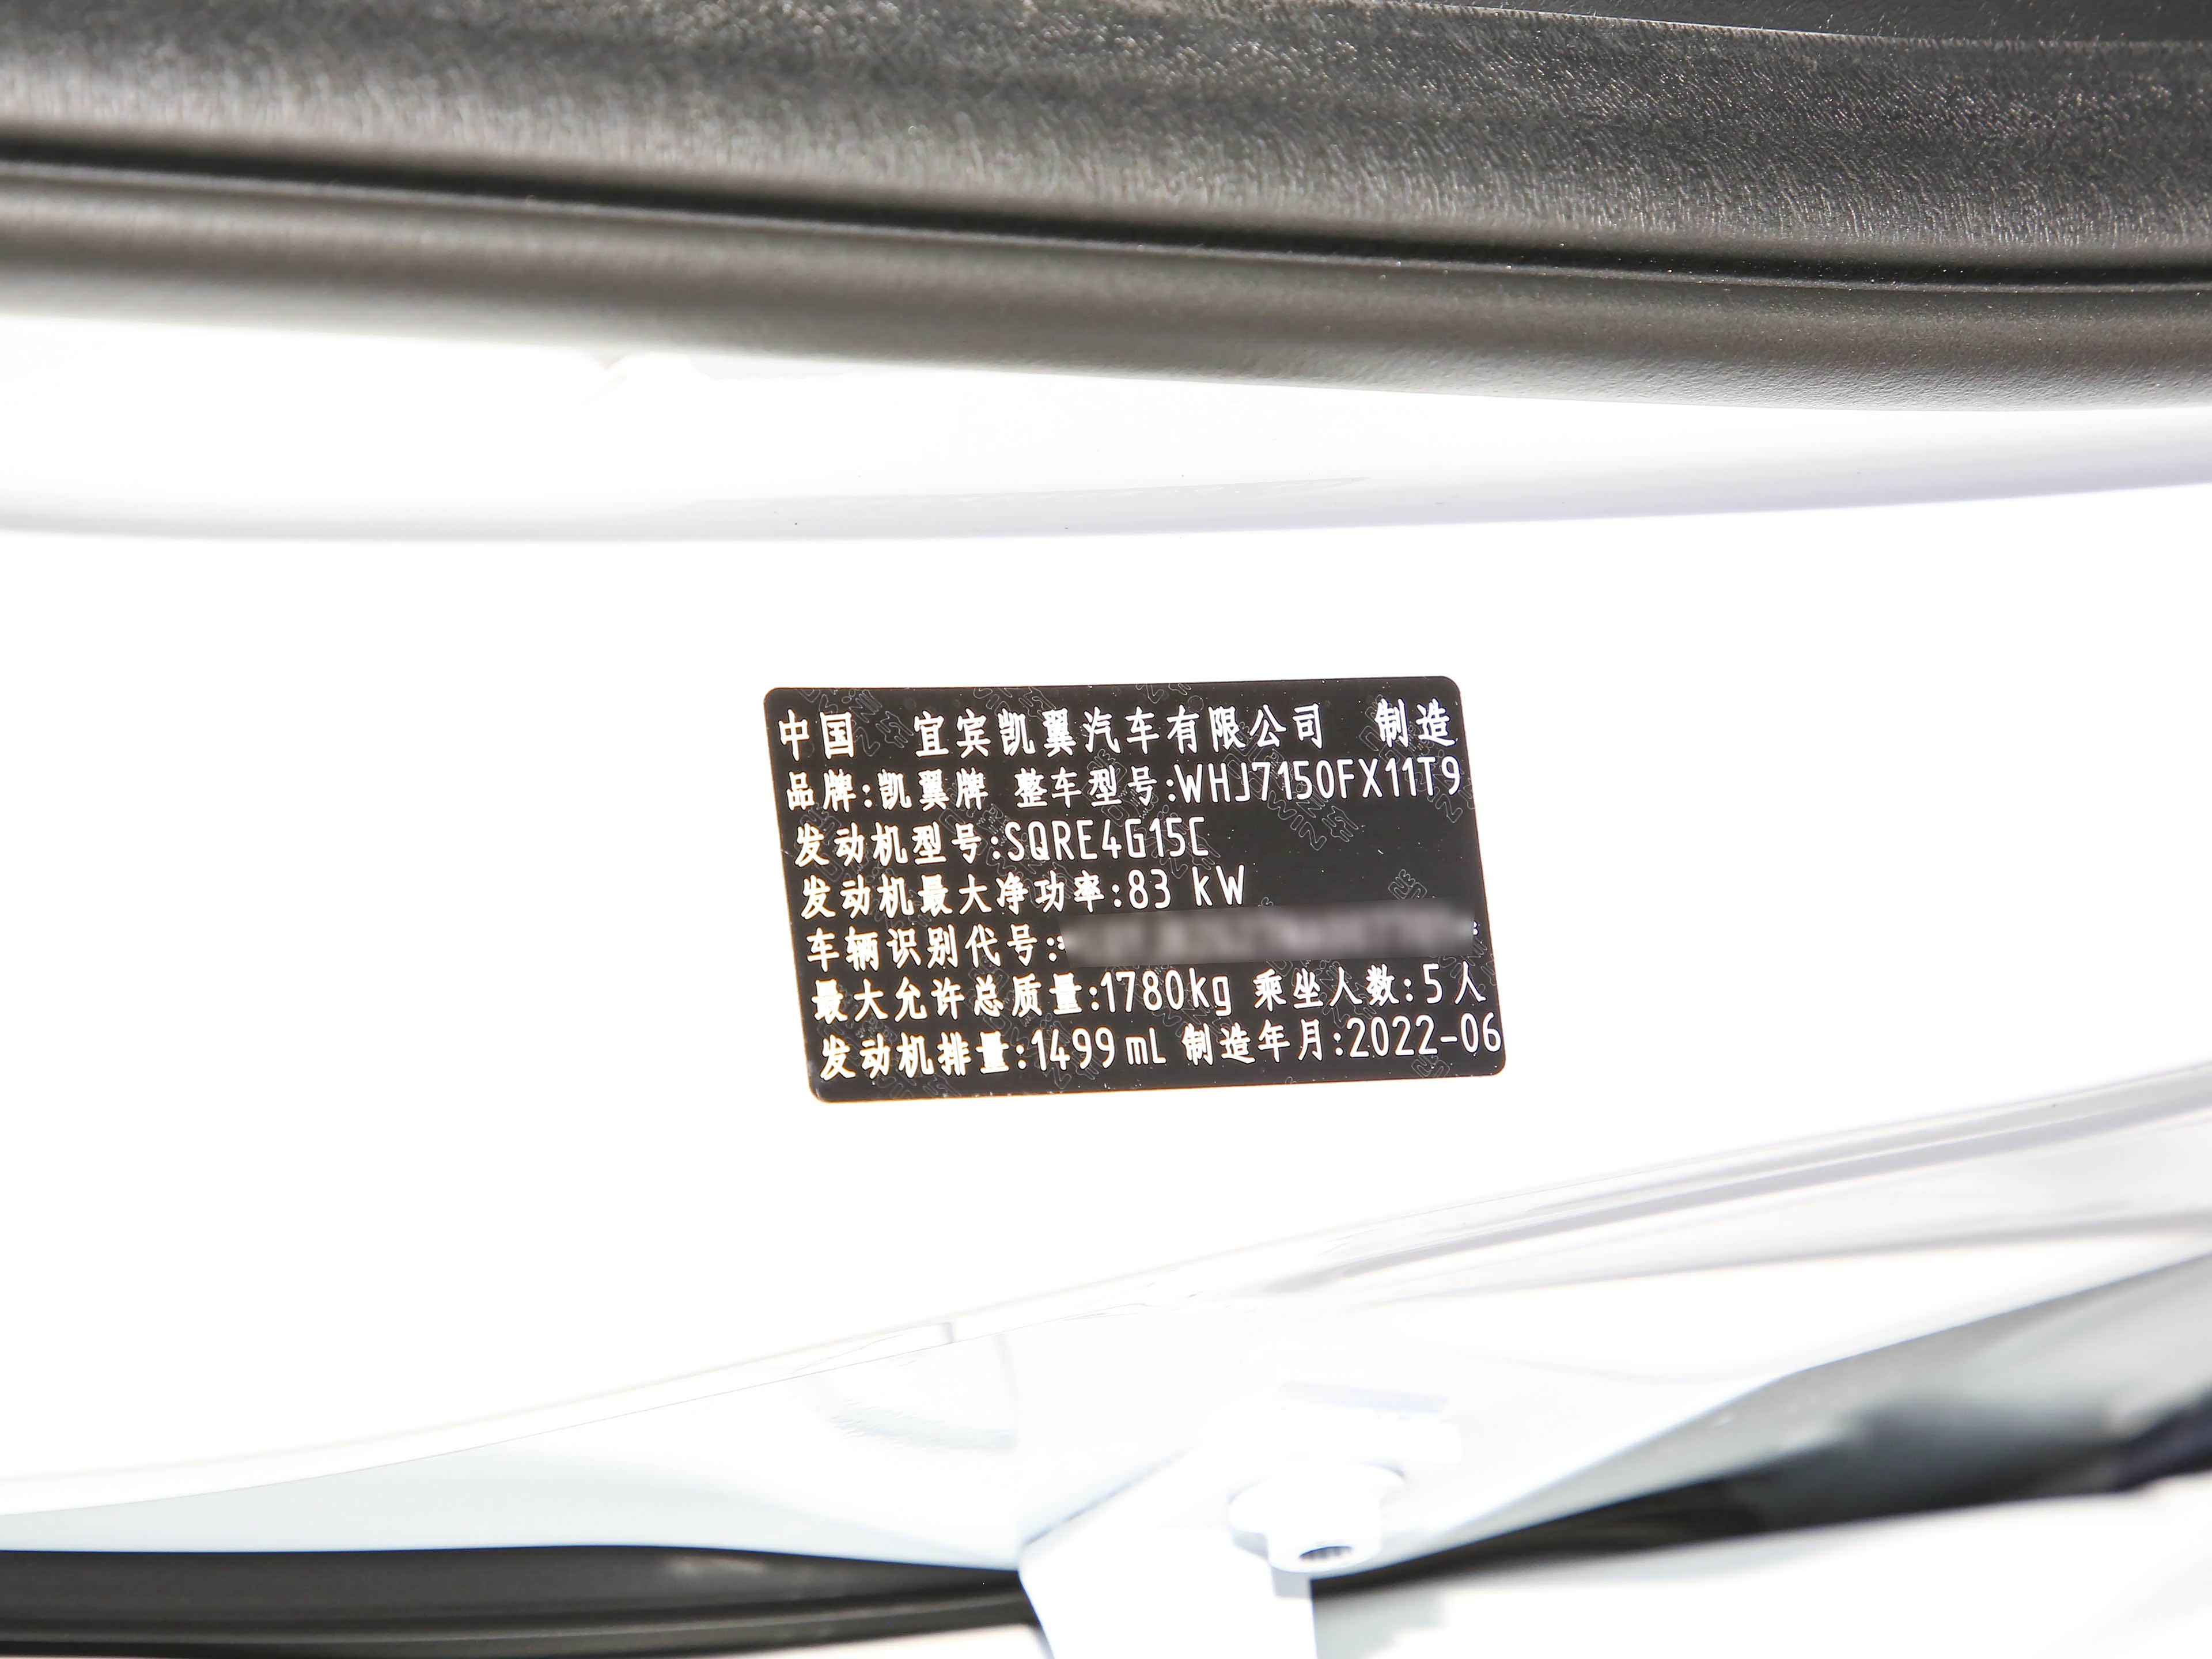 中国 宜宾凯翼汽车有限公司 制造
品牌:凯翼牌 整车型号:WHJ7150FX11T9
发动机型号:SQRE4G15C
发动机最大净功率:83 kW
车辆识别代号:
最大允许总质量:1780kg 乘坐人数:5人
发动机排量:1499mL 制造年月:2022-06